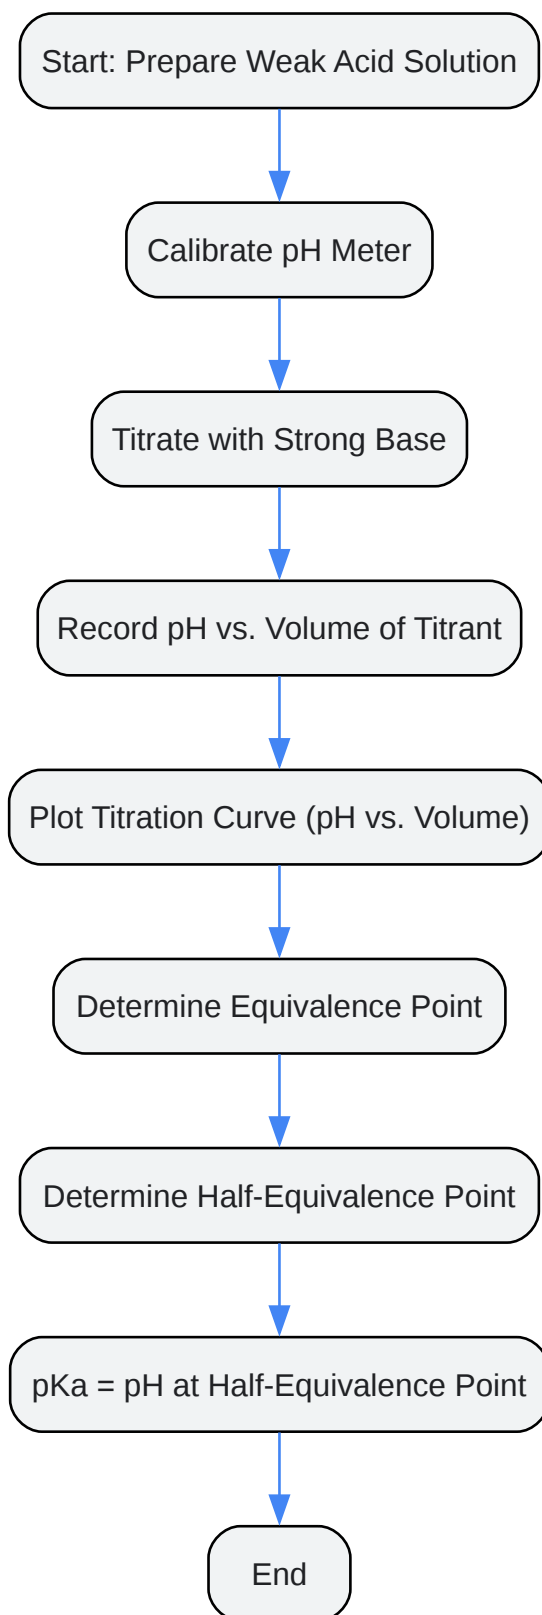 Start: Prepare Weak Acid Solution
Calibrate pH Meter
Titrate with Strong Base
Record pH vs. Volume of Titrant
Plot Titration Curve (pH vs. Volume)
Determine Equivalence Point
Determine Half-Equivalence Point
pKa = pH at Half-Equivalence Point
End